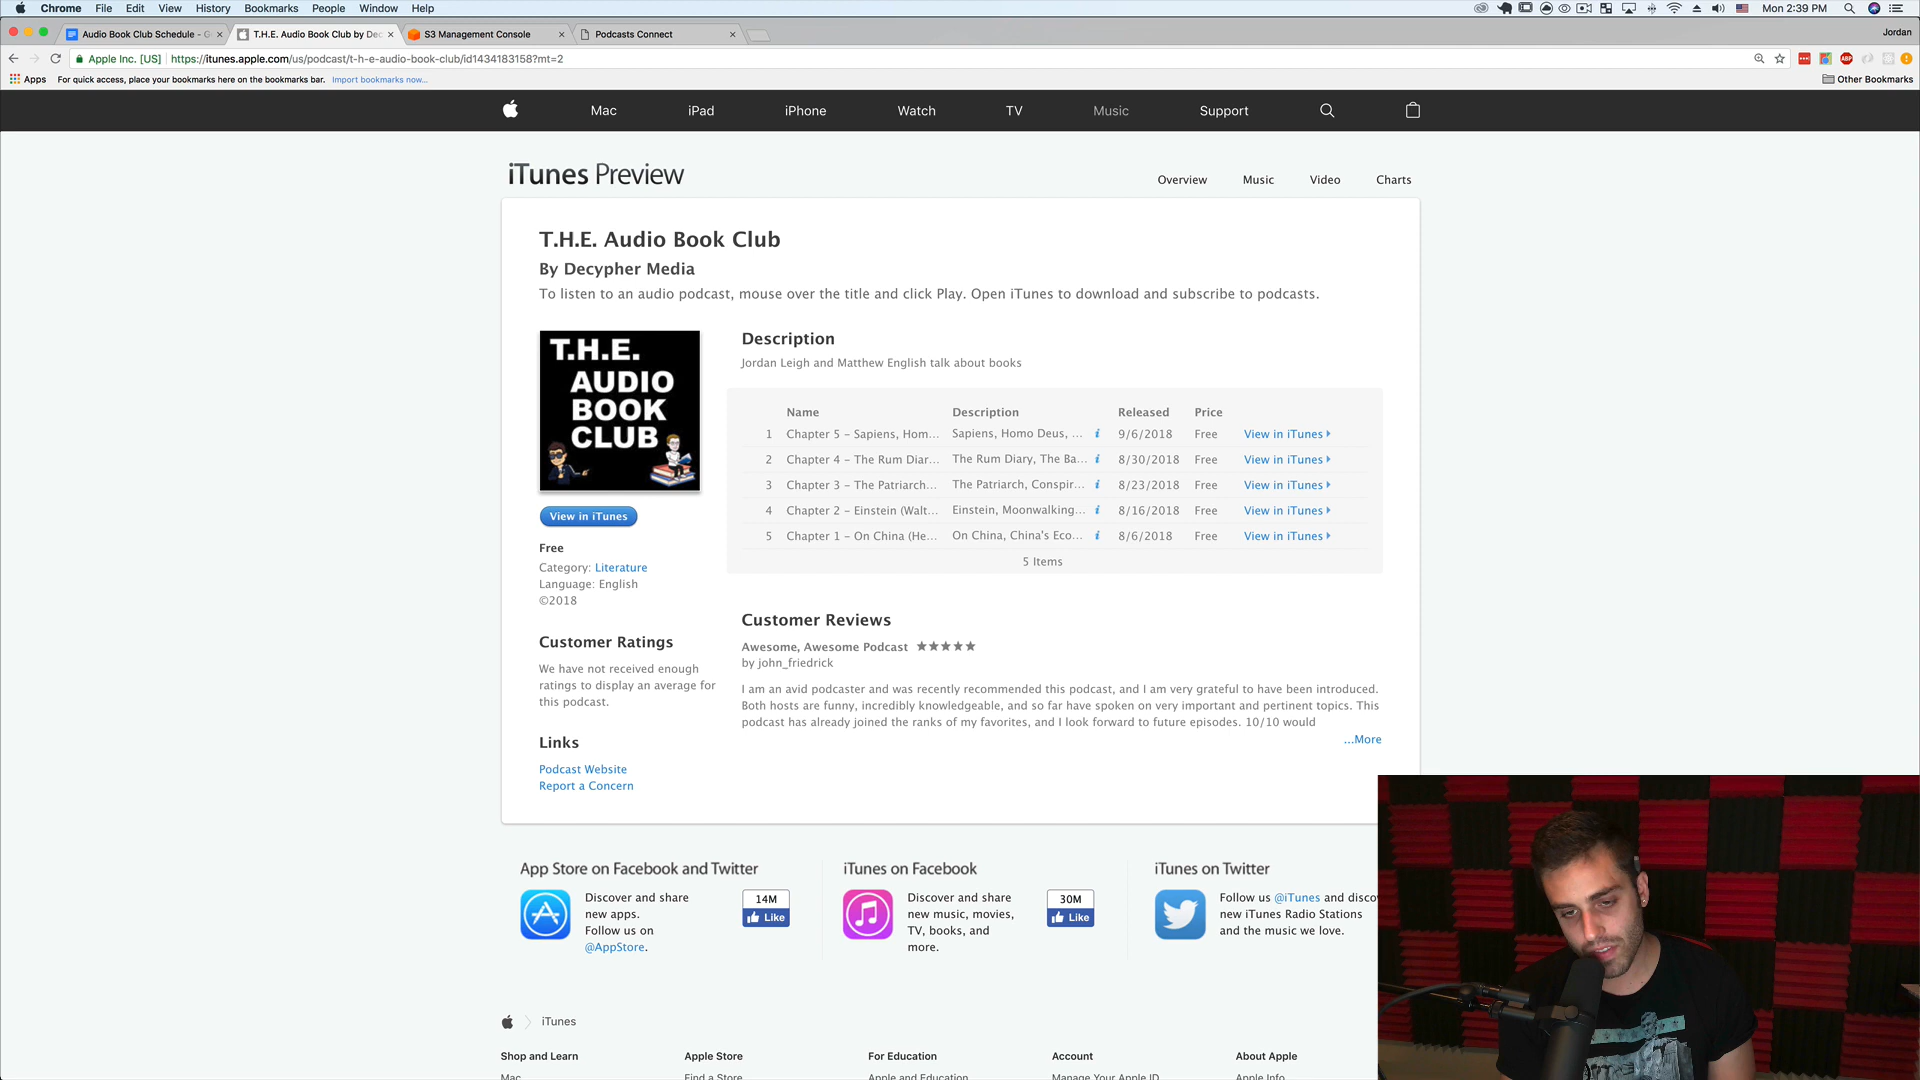 Chrome File Edit View History Bookmarks People Window Help Mon 2:39 PM
Audio Book Club Schedule - G T.H.E. Audio Book Club by Dec S3 Management Console Podcasts Connect Jordan
Apple Inc. [US] https://itunes.apple.com/us/podcast/t-h-e-audio-book-club/id1434183158?mt=2 ABP
Apps For quick access, place your bookmarks here on the bookmarks bar. Import bookmarks now... Other Bookmarks
Mac iPad iPhone Watch TV Music Support
iTunes Preview
Overview Music Video Charts
T.H.E. Audio Book Club
By Decypher Media
To listen to an audio podcast, mouse over the title and click Play. Open iTunes to download and subscribe to podcasts.
T.H.E.
AUDIO
BOOK
CLUB
View in iTunes
Free
Category: Literature
Language: English
©2018
Customer Ratings
We have not received enough
ratings to display an average for
this podcast.
Links
Podcast Website
Report a Concern
Description
Jordan Leigh and Matthew English talk about books
Name Description Released Price
1 Chapter 5 – Sapiens, Hom... Sapiens, Homo Deus, ... i 9/6/2018 Free View in iTunes
2 Chapter 4 – The Rum Diar... The Rum Diary, The Ba... i 8/30/2018 Free View in iTunes
3 Chapter 3 – The Patriarch... The Patriarch, Conspir... i 8/23/2018 Free View in iTunes
4 Chapter 2 – Einstein (Walt... Einstein, Moonwalking... i 8/16/2018 Free View in iTunes
5 Chapter 1 – On China (He... On China, China's Eco... i 8/6/2018 Free View in iTunes
5 Items
Customer Reviews
Awesome, Awesome Podcast ★★★★★
by john_friedrick
I am an avid podcaster and was recently recommended this podcast, and I am very grateful to have been introduced.
Both hosts are funny, incredibly knowledgeable, and so far have spoken on very important and pertinent topics. This
podcast has already joined the ranks of my favorites, and I look forward to future episodes. 10/10 would
...More
App Store on Facebook and Twitter
Discover and share
new apps.
Follow us on
@AppStore.
14M
Like
iTunes on Facebook
Discover and share
new music, movies,
TV, books, and
more.
30M
Like
iTunes on Twitter
Follow us @iTunes and disco
new iTunes Radio Stations
and the music we love.
iTunes
Shop and Learn Apple Store For Education Account About Apple
Mac Find a Store Apple and Education Manage Your Apple ID Apple Info